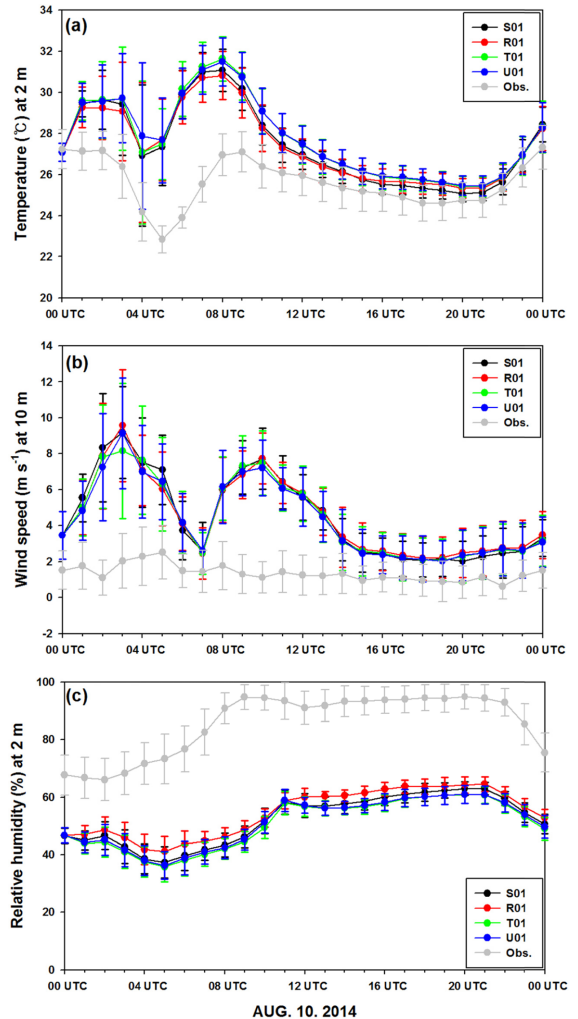 (a)
S01
R01
T01
U01
Obs.
Temperature (℃) at 2 m
34
32
30
28
26
24
22
20
00 UTC 04 UTC 08 UTC 12 UTC 16 UTC 20 UTC 00 UTC
(b)
S01
R01
T01
U01
Obs.
Wind speed (m s⁻¹) at 10 m
14
12
10
8
6
4
2
0
-2
00 UTC 04 UTC 08 UTC 12 UTC 16 UTC 20 UTC 00 UTC
(c)
Relative humidity (%) at 2 m
100
80
60
40
20
0
S01
R01
T01
U01
Obs.
00 UTC 04 UTC 08 UTC 12 UTC 16 UTC 20 UTC 00 UTC
AUG. 10. 2014